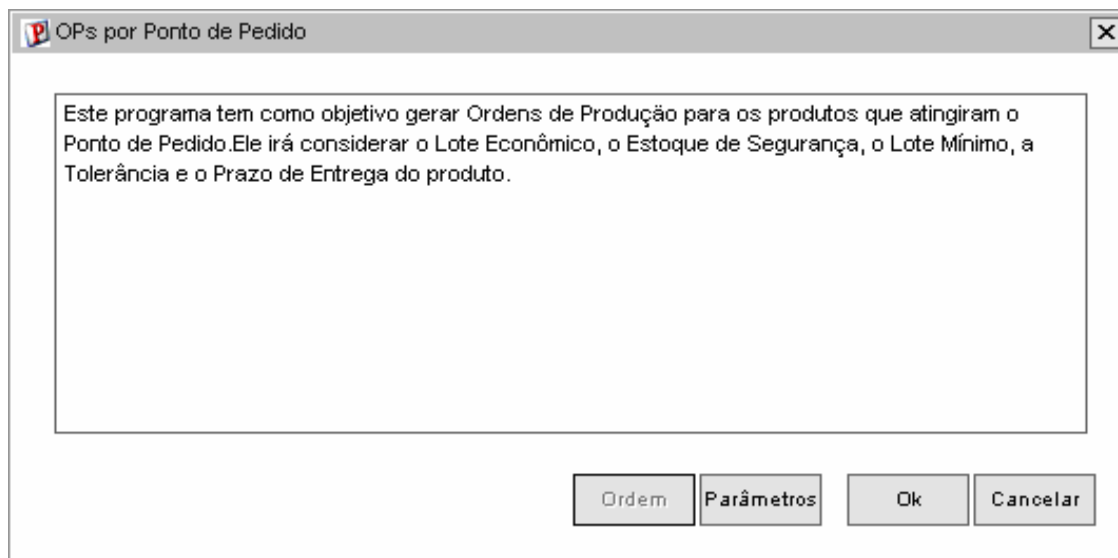 OPs por Ponto de Pedido
Este programa tem como objetivo gerar Ordens de Produçäo para os produtos que atingiram o
Ponto de Pedido.Ele irá considerar o Lote Econômico, o Estoque de Segurança, o Lote Mínimo, a
Tolerância e o Prazo de Entrega do produto.
Ordem Parâmetros Ok Cancelar